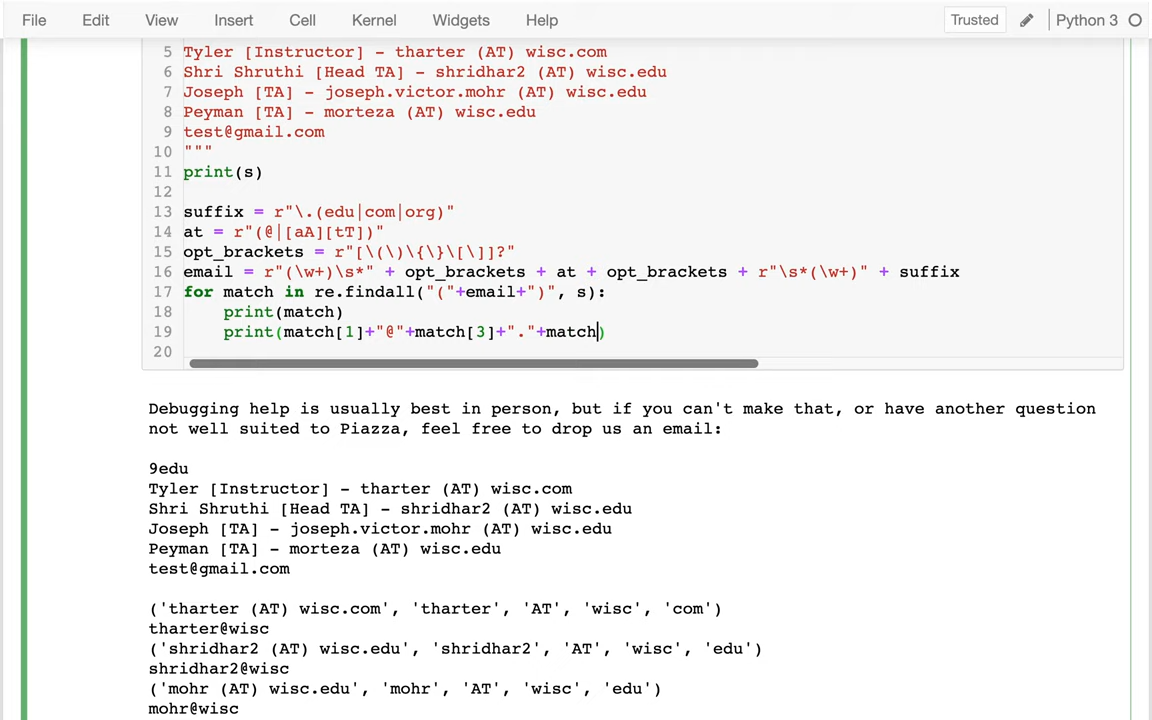 File Edit View Insert Cell Kernel Widgets Help Trusted Python 3
5 Tyler [Instructor] - tharter (AT) wisc.com
6 Shri Shruthi [Head TA] - shridhar2 (AT) wisc.edu
7 Joseph [TA] - joseph.victor.mohr (AT) wisc.edu
8 Peyman [TA] - morteza (AT) wisc.edu
9 test@gmail.com
10 """
11 print(s)
12
13 suffix = r"\.(edu|com|org)"
14 at = r"(@|[aA][tT])"
15 opt_brackets = r"[\(\)\{\}\[\]]?"
16 email = r"(\w+)\s*" + opt_brackets + at + opt_brackets + r"\s*(\w+)" + suffix
17 for match in re.findall("("+email+")", s):
18 print(match)
19 print(match[1]+"@"+match[3]+"."+match)
20
Debugging help is usually best in person, but if you can't make that, or have another question
not well suited to Piazza, feel free to drop us an email:
9edu
Tyler [Instructor] - tharter (AT) wisc.com
Shri Shruthi [Head TA] - shridhar2 (AT) wisc.edu
Joseph [TA] - joseph.victor.mohr (AT) wisc.edu
Peyman [TA] - morteza (AT) wisc.edu
test@gmail.com
('tharter (AT) wisc.com', 'tharter', 'AT', 'wisc', 'com')
tharter@wisc
('shridhar2 (AT) wisc.edu', 'shridhar2', 'AT', 'wisc', 'edu')
shridhar2@wisc
('mohr (AT) wisc.edu', 'mohr', 'AT', 'wisc', 'edu')
mohr@wisc